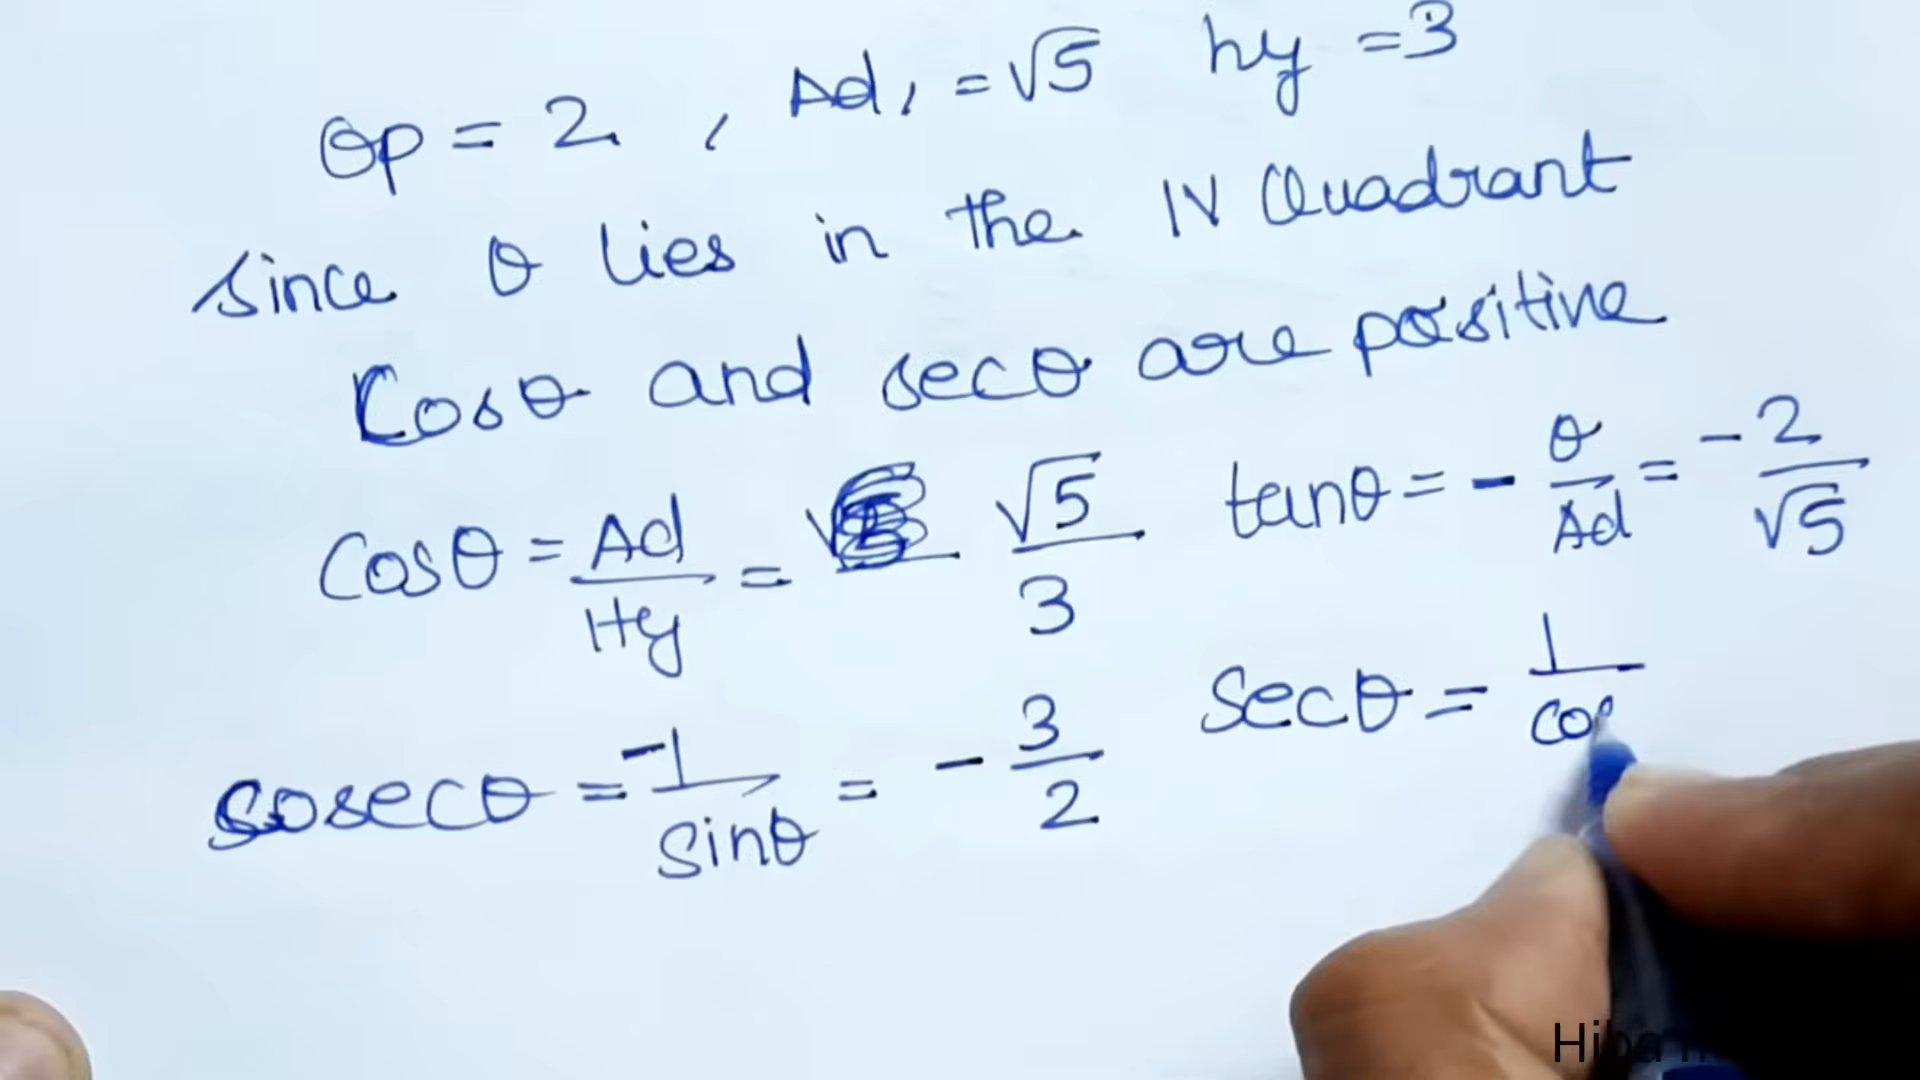 Op = 2 , Ad, = √5 hy = 3
Since θ lies in the IV Quadrant
Cosθ and secθ are positive
Cosθ = Ad/Hy = √5/3 tanθ = - θ/Ad = -2/√5
Cosecθ = -1/sinθ = - 3/2 Secθ = 1/cos